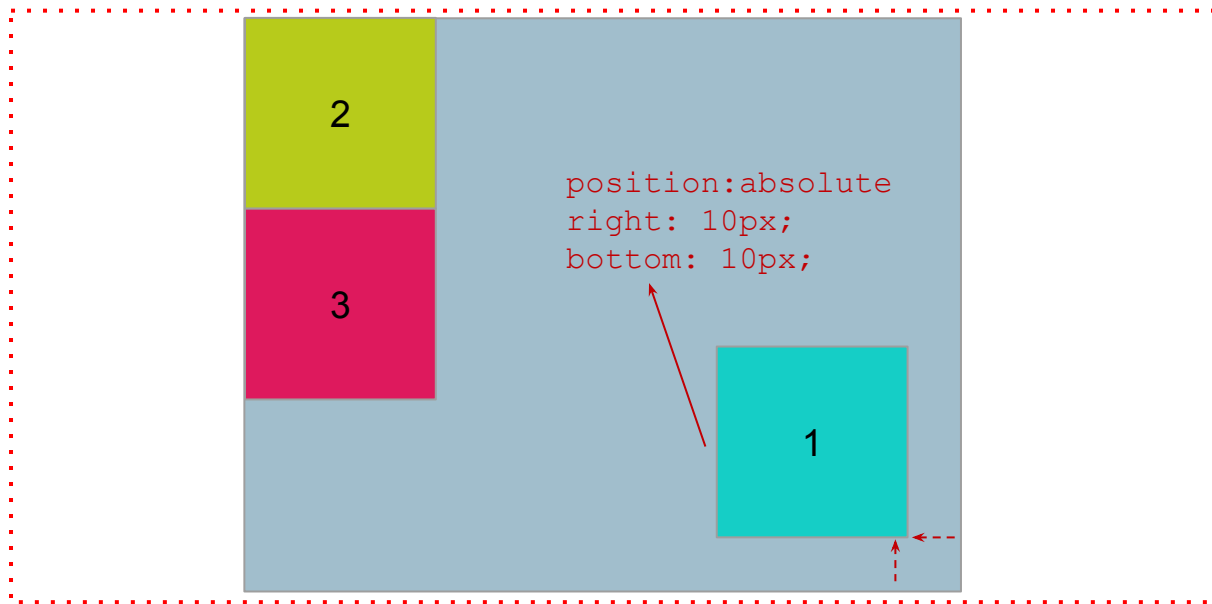 2
position:absolute
right: 10px;
bottom: 10px;
3
1